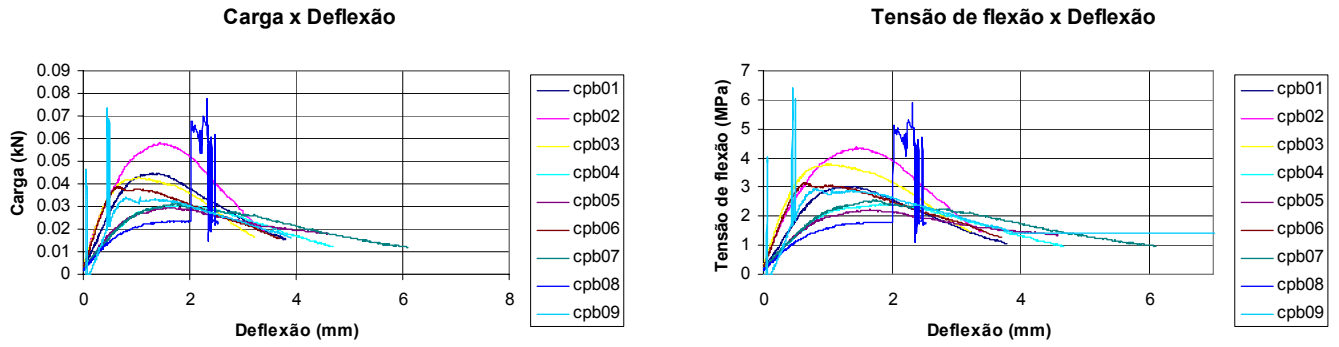 Carga x Deflexão
0.09
0.08
0.07
0.06
0.05
0.04
0.03
0.02
0.01
0
0 2 4 6 8
Carga (kN)
Deflexão (mm)
cpb01
cpb02
cpb03
cpb04
cpb05
cpb06
cpb07
cpb08
cpb09
Tensão de flexão x Deflexão
7
6
5
4
3
2
1
0
0 2 4 6
Tensão de flexão (MPa)
Deflexão (mm)
cpb01
cpb02
cpb03
cpb04
cpb05
cpb06
cpb07
cpb08
cpb09